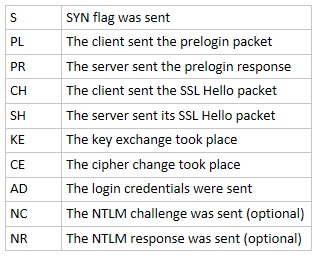 S SYN flag was sent
PL The client sent the prelogin packet
PR The server sent the prelogin response
CH The client sent the SSL Hello packet
SH The server sent its SSL Hello packet
KE The key exchange took place
CE The cipher change took place
AD The login credentials were sent
NC The NTLM challenge was sent (optional)
NR The NTLM response was sent (optional)